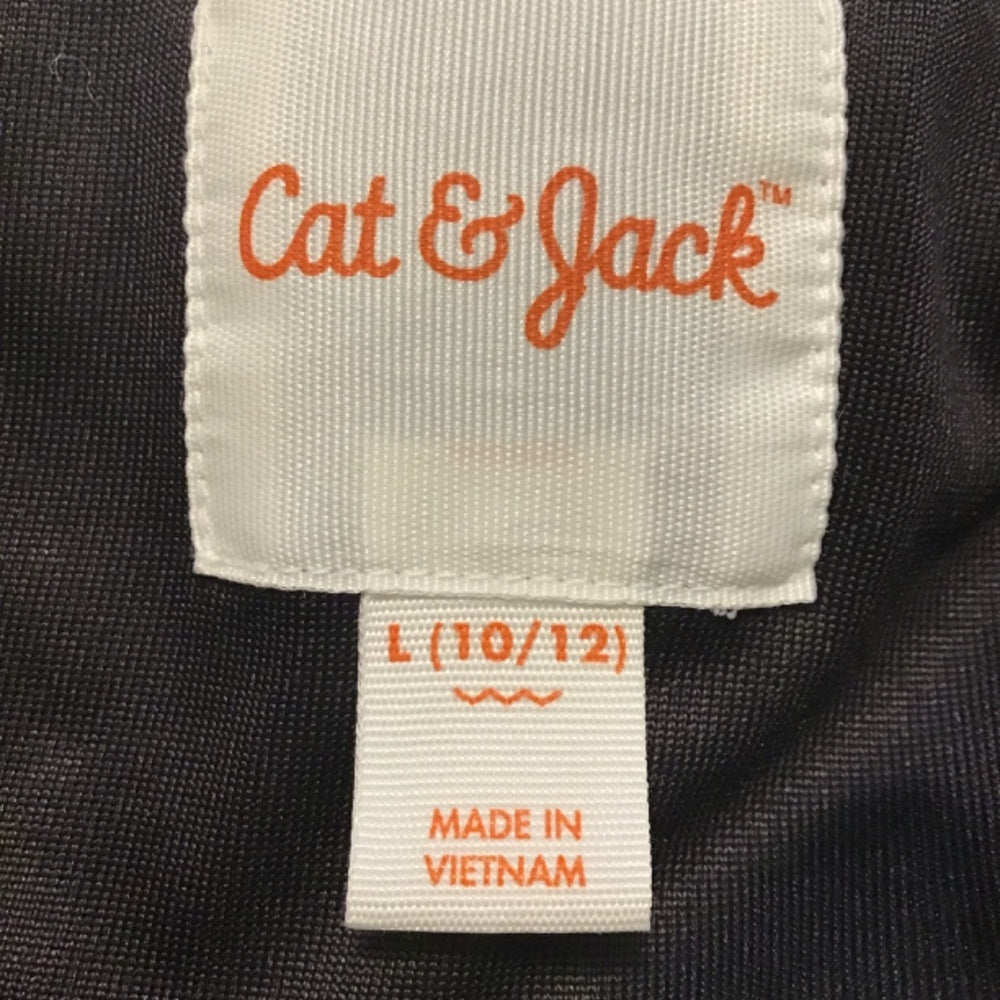 Cat & Jack™
L (10/12)
MADE IN
VIETNAM